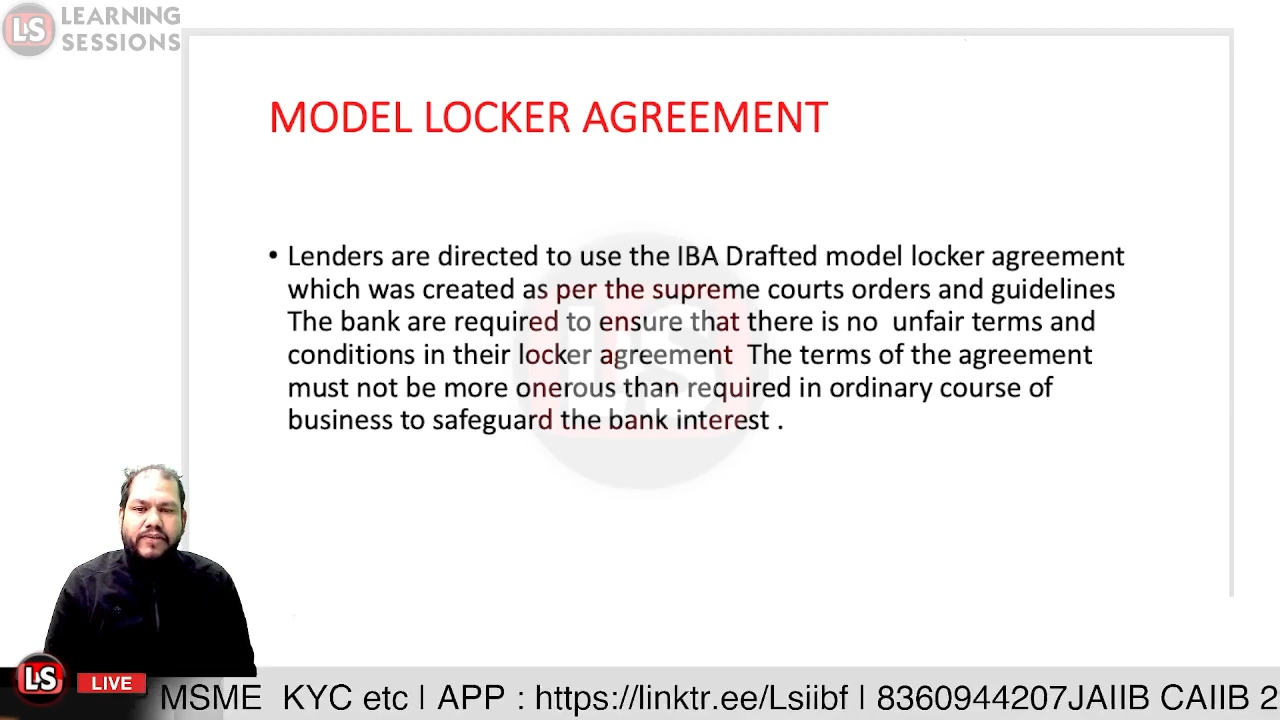 LS LEARNING
SESSIONS
MODEL LOCKER AGREEMENT
• Lenders are directed to use the IBA Drafted model locker agreement
which was created as per the supreme courts orders and guidelines
The bank are required to ensure that there is no unfair terms and
conditions in their locker agreement The terms of the agreement
must not be more onerous than required in ordinary course of
business to safeguard the bank interest .
LS
LS LIVE
MSME KYC etc | APP : https://linktr.ee/Lsiibf | 8360944207JAIIB CAIIB 2